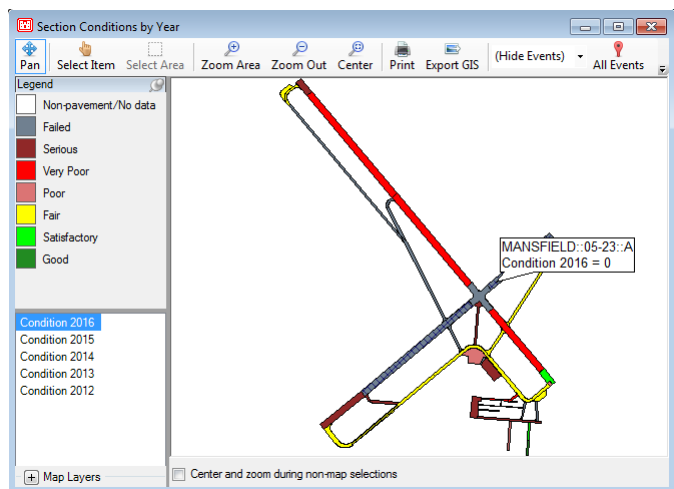 Section Conditions by Year
Pan Select Item Select Area Zoom Area Zoom Out Center Print Export GIS (Hide Events) All Events
Legend
Non-pavement/No data
Failed
Serious
Very Poor
Poor
Fair
Satisfactory
Good
MANSFIELD::05-23::A
Condition 2016 = 0
Condition 2016
Condition 2015
Condition 2014
Condition 2013
Condition 2012
Map Layers
Center and zoom during non-map selections